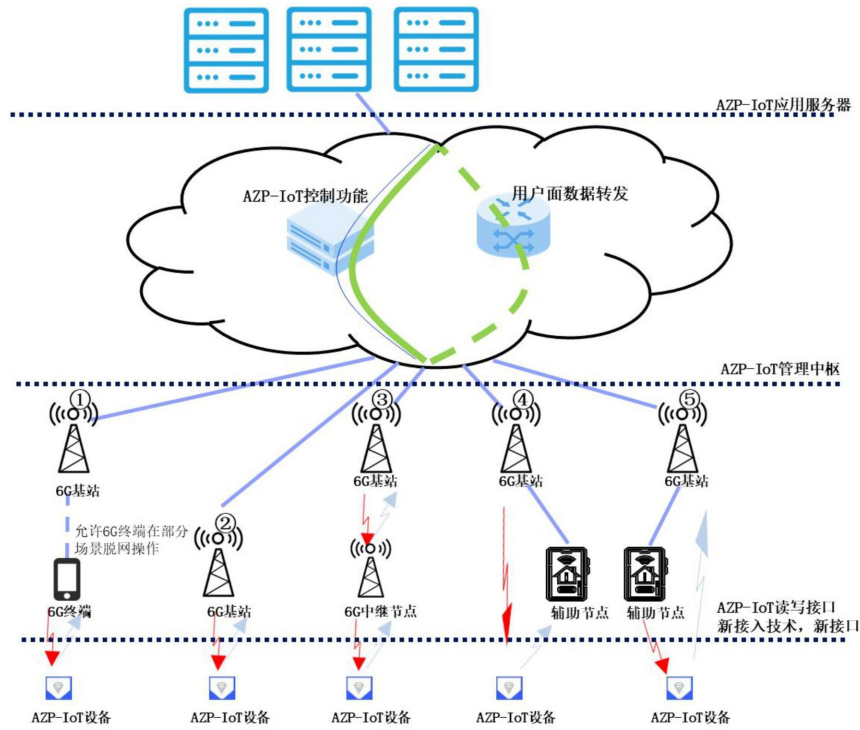 AZP-IoT应用服务器
AZP-IoT控制功能
用户面数据转发
AZP-IoT管理中枢
① ② ③ ④ ⑤
6G基站
6G基站
6G基站
6G基站
允许6G终端在部分
场景脱网操作
6G终端
6G基站
6G中继节点
辅助节点
辅助节点
AZP-IoT读写接口
新接入技术，新接口
AZP-IoT设备
AZP-IoT设备
AZP-IoT设备
AZP-IoT设备
AZP-IoT设备